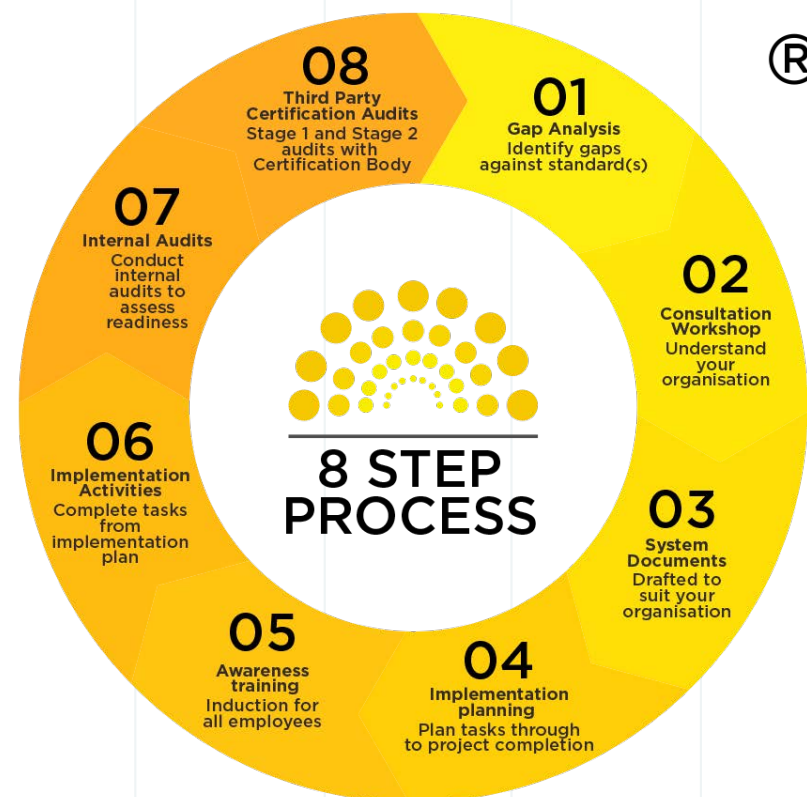 ®
01
Gap Analysis
Identify gaps
against standard(s)
02
Consultation
Workshop
Understand
your
organisation
03
System
Documents
Drafted to
suit your
organisation
04
Implementation
planning
Plan tasks through
to project completion
05
Awareness
training
Induction for
all employees
06
Implementation
Activities
Complete tasks
from
implementation
plan
07
Internal Audits
Conduct
internal
audits to
assess
readiness
08
Third Party
Certification Audits
Stage 1 and Stage 2
audits with
Certification Body
8 STEP
PROCESS